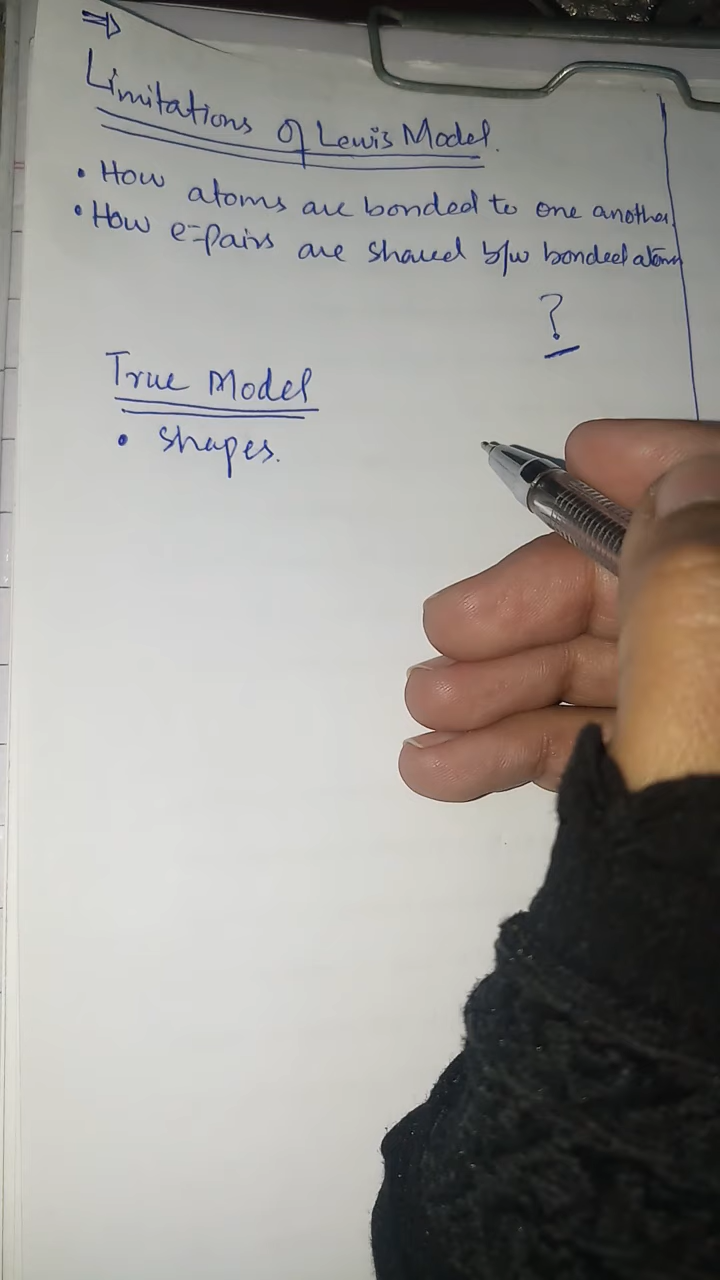 ⇒
Limitations of Lewis Model.
• How atoms are bonded to one another.
• How e⁻pairs are shared b/w bonded atoms
?
True Model
• shapes.